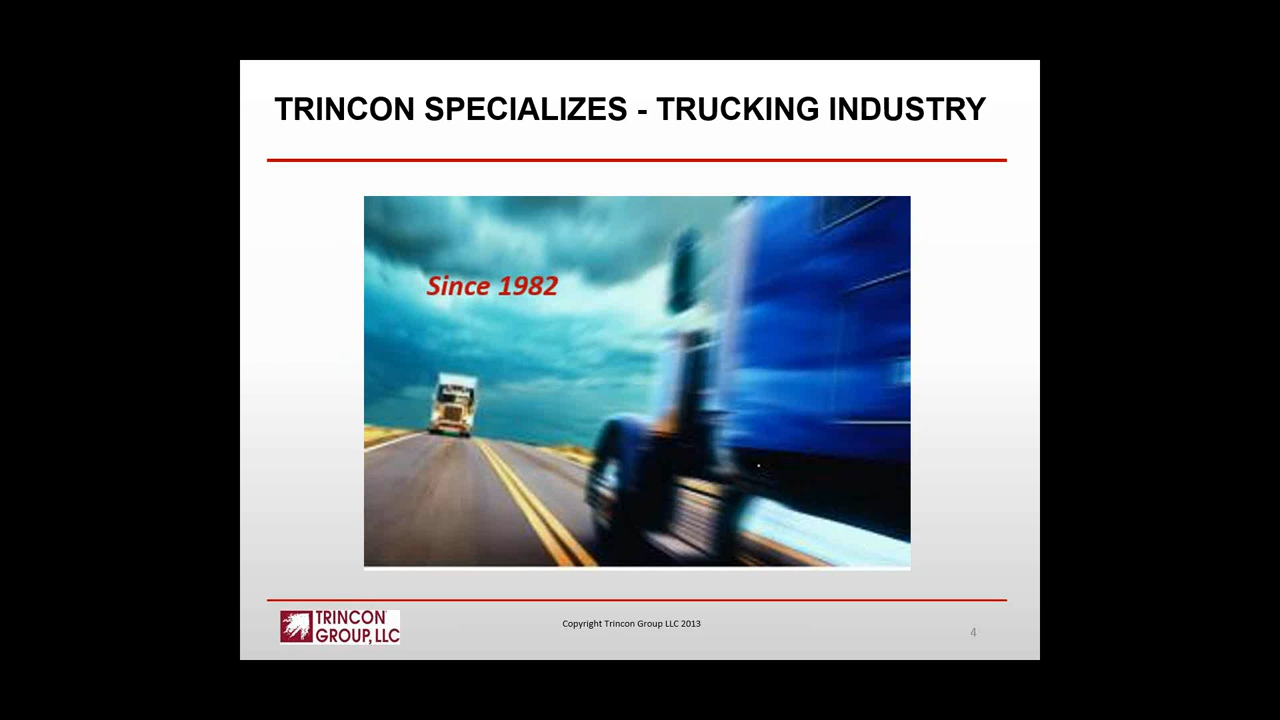 TRINCON SPECIALIZES - TRUCKING INDUSTRY
Since 1982
TRINCON
GROUP, LLC
Copyright Trincon Group LLC 2013
4